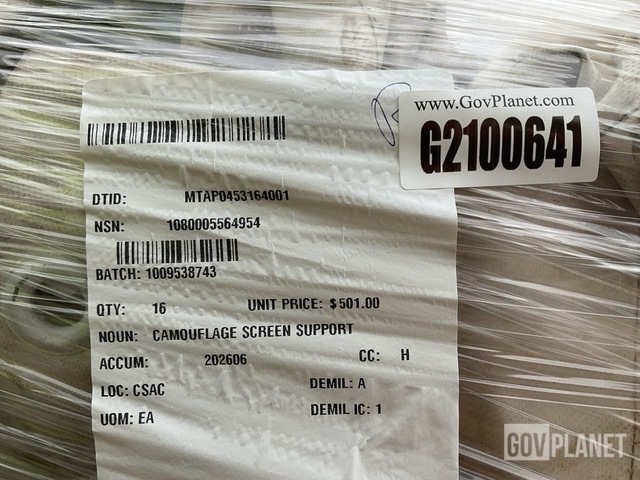 www.GovPlanet.com
G2100641
DTID: MTAP0453164001
NSN: 1080005564954
BATCH: 1009538743
QTY: 16 UNIT PRICE: $501.00
NOUN: CAMOUFLAGE SCREEN SUPPORT
ACCUM: 202606 CC: H
LOC: CSAC DEMIL: A
UOM: EA DEMIL IC: 1
GOVPLANET